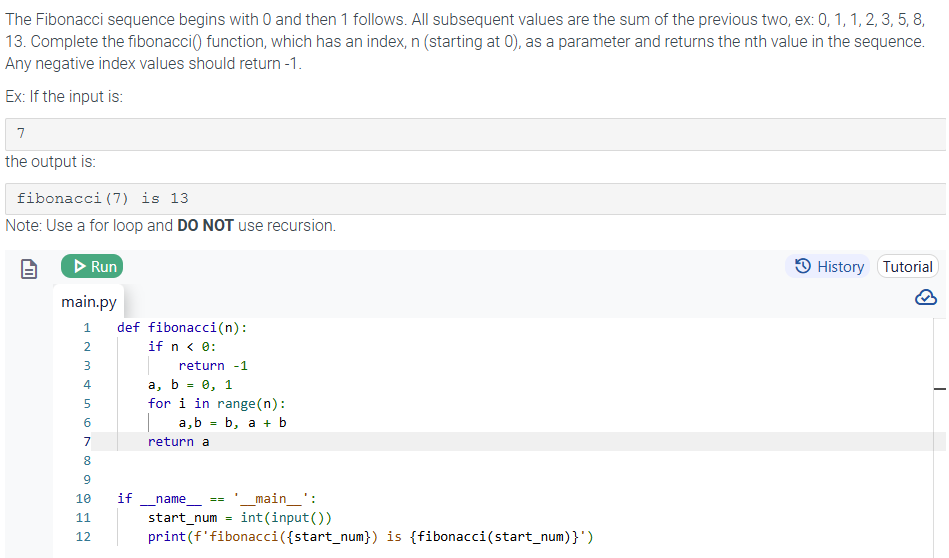 The Fibonacci sequence begins with 0 and then 1 follows. All subsequent values are the sum of the previous two, ex: 0, 1, 1, 2, 3, 5, 8,
13. Complete the fibonacci() function, which has an index, n (starting at 0), as a parameter and returns the nth value in the sequence.
Any negative index values should return -1.
Ex: If the input is:
7
the output is:
fibonacci(7) is 13
Note: Use a for loop and DO NOT use recursion.
Run
History
Tutorial
main.py
1 def fibonacci(n):
2     if n < 0:
3         return -1
4     a, b = 0, 1
5     for i in range(n):
6         a,b = b, a + b
7     return a
8
9
10 if __name__ == '__main__':
11     start_num = int(input())
12     print(f'fibonacci({start_num}) is {fibonacci(start_num)}')